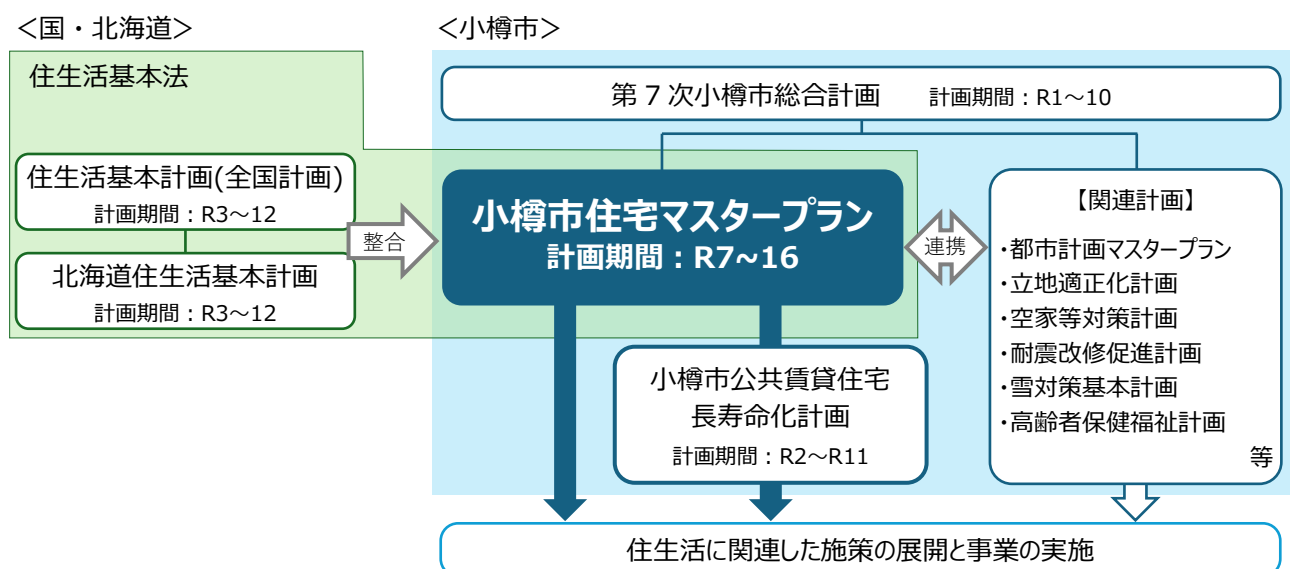 <国・北海道>
<小樽市>
住生活基本法
第7次小樽市総合計画 計画期間：R1～10
住生活基本計画(全国計画)
計画期間：R3～12
北海道住生活基本計画
計画期間：R3～12
整合
小樽市住宅マスタープラン
計画期間：R7~16
連携
【関連計画】
・都市計画マスタープラン
・立地適正化計画
・空家等対策計画
・耐震改修促進計画
・雪対策基本計画
・高齢者保健福祉計画
等
小樽市公共賃貸住宅
長寿命化計画
計画期間：R2～R11
住生活に関連した施策の展開と事業の実施